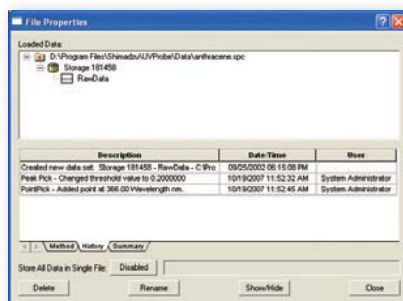 File Properties
Loaded Data:
D:\Program Files\Shimadzu\UVProbe\Data\anthracene.spc
Storage 181458
RawData
Description Date/Time User
Created new data set: Storage 181458 - RawData - C:\Pro 09/25/2002 06:15:08 PM
Peak Pick - Changed threshold value to 0.2000000 10/19/2007 11:52:32 AM System Administrator
PointPick - Added point at 366.00 Wavelength nm. 10/19/2007 11:52:45 AM System Administrator
Method History Summary
Store All Data in Single File: Disabled
Delete Rename Show/Hide Close